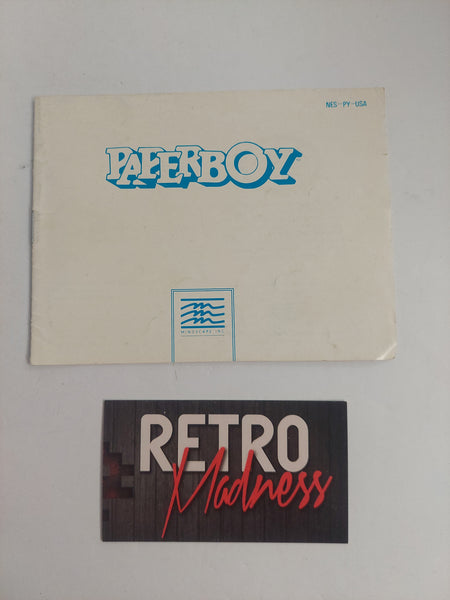 NES-PY-USA
PAPERBOY
MINDSCAPE, INC.
RETRO
Madness